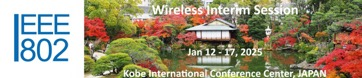 IEEE
802
Wireless Interim Session
Jan 12 - 17, 2025
Kobe International Conference Center, JAPAN